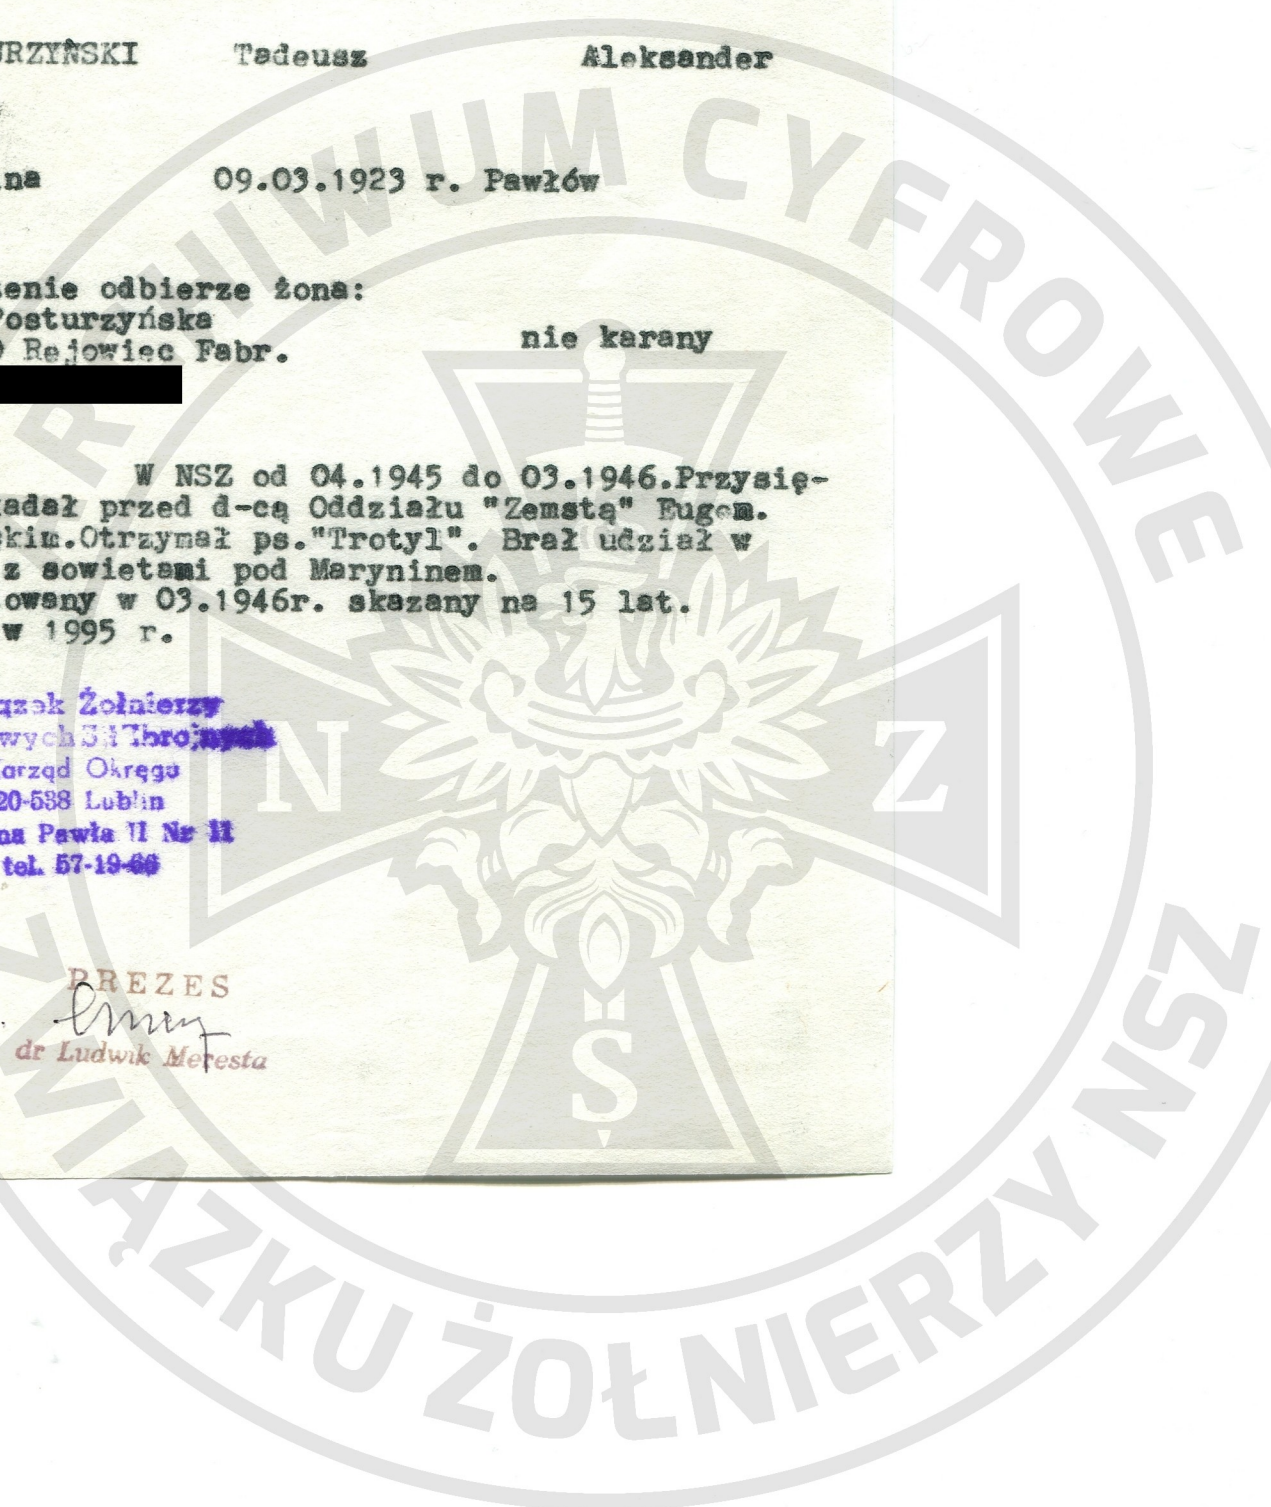 URZYŃSKI Tadeusz Aleksander
na 09.03.1923 r. Pawłów
enie odbierze żona:
Posturzyńska
Rejowiec Fabr.
nie karany
W NSZ od 04.1945 do 03.1946.Przysię-
adał przed d-cą Oddziału "Zemsta" Eugem.
kim.Otrzymał ps."Trotyl". Brał udział w
z sowietami pod Maryninem.
owany w 03.1946r. skazany na 15 lat.
w 1995 r.
ązek Żołnierzy
wych Sił Zbrojnych
arząd Okręgu
20-538 Lublin
na Pawła II Nr 11
tel. 57-19-66
PREZES
dr Ludwik Meresta
ARCHIWUM CYFROWE
ZWIĄZKU ŻOŁNIERZY NSZ
N Z
S